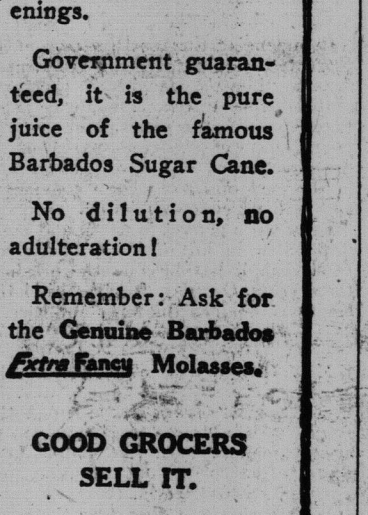 enings.
Government guaran-
teed, it is the pure
juice of the famous
Barbados Sugar Cane.
No dilution, no
adulteration!
Remember: Ask for
the Genuine Barbados
Extra Fancy Molasses.
GOOD GROCERS
SELL IT.